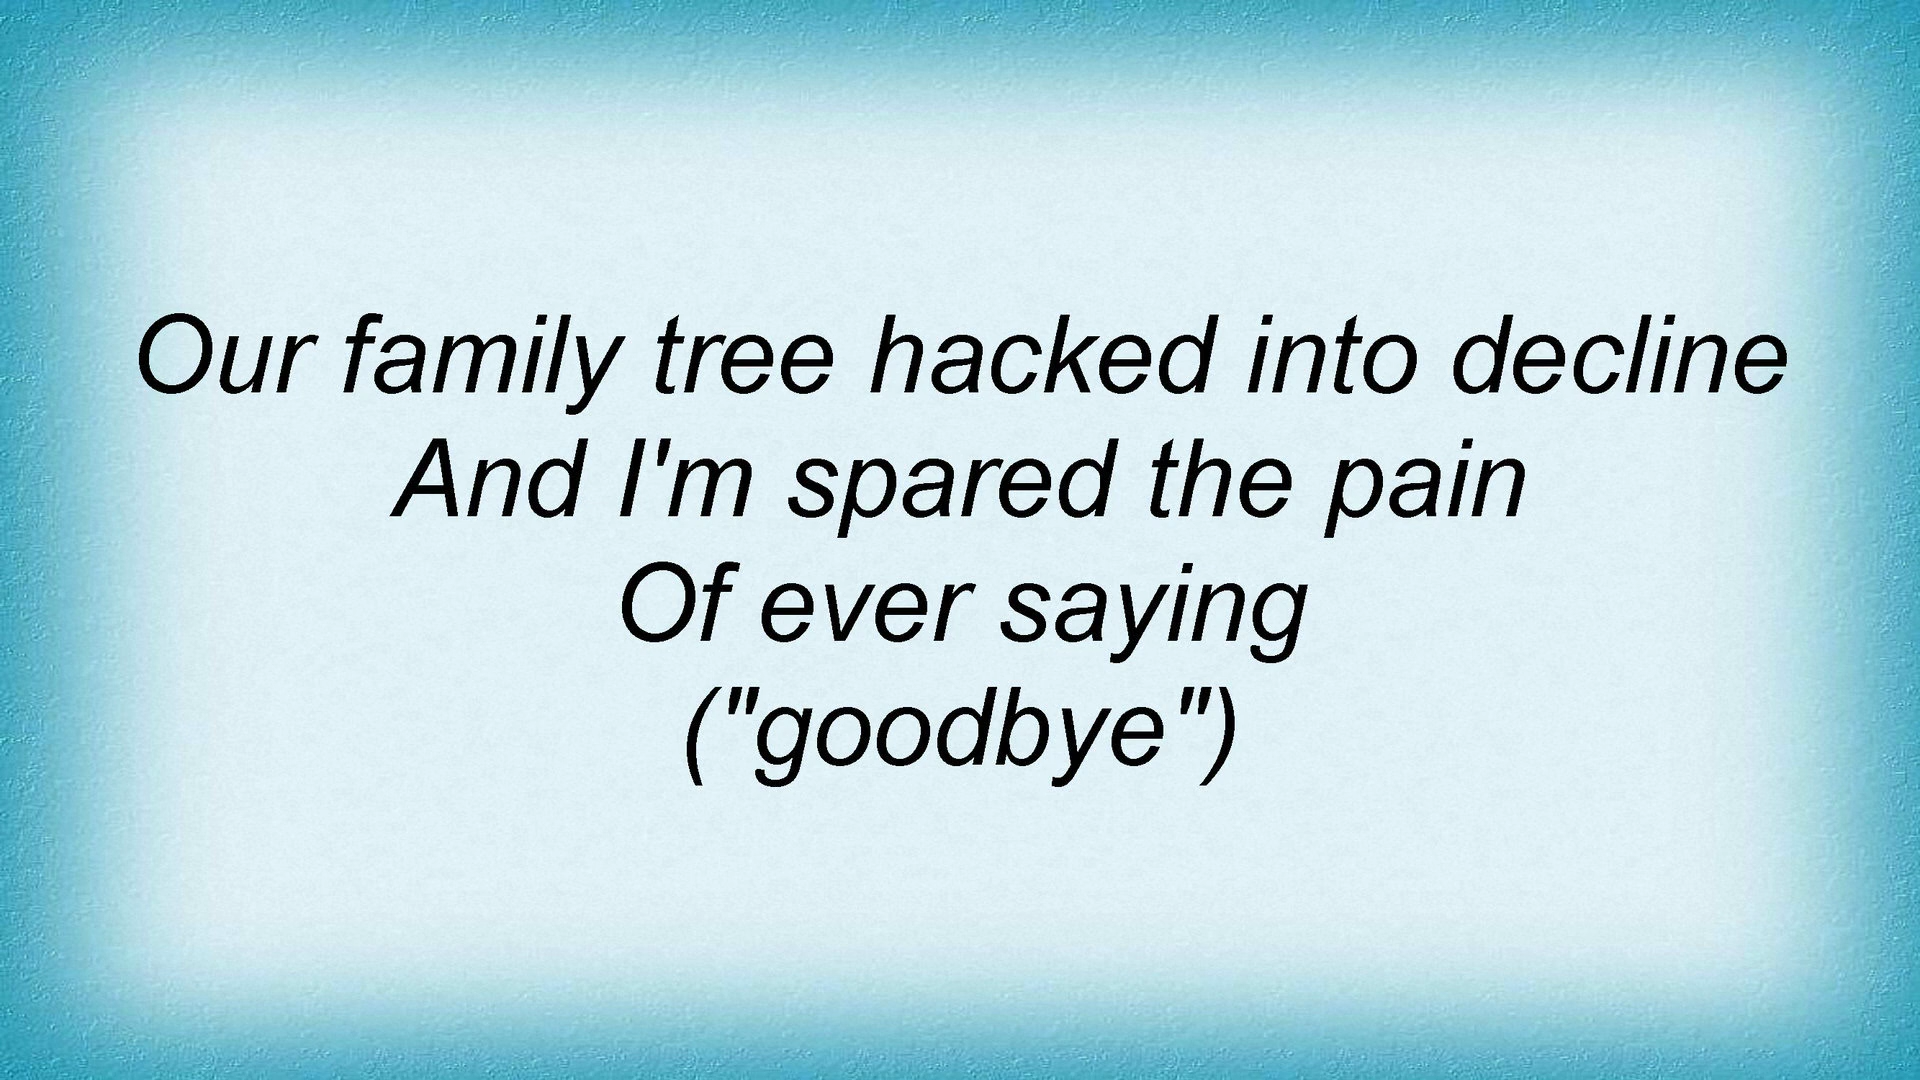 Our family tree hacked into decline
And I'm spared the pain
Of ever saying
("goodbye")